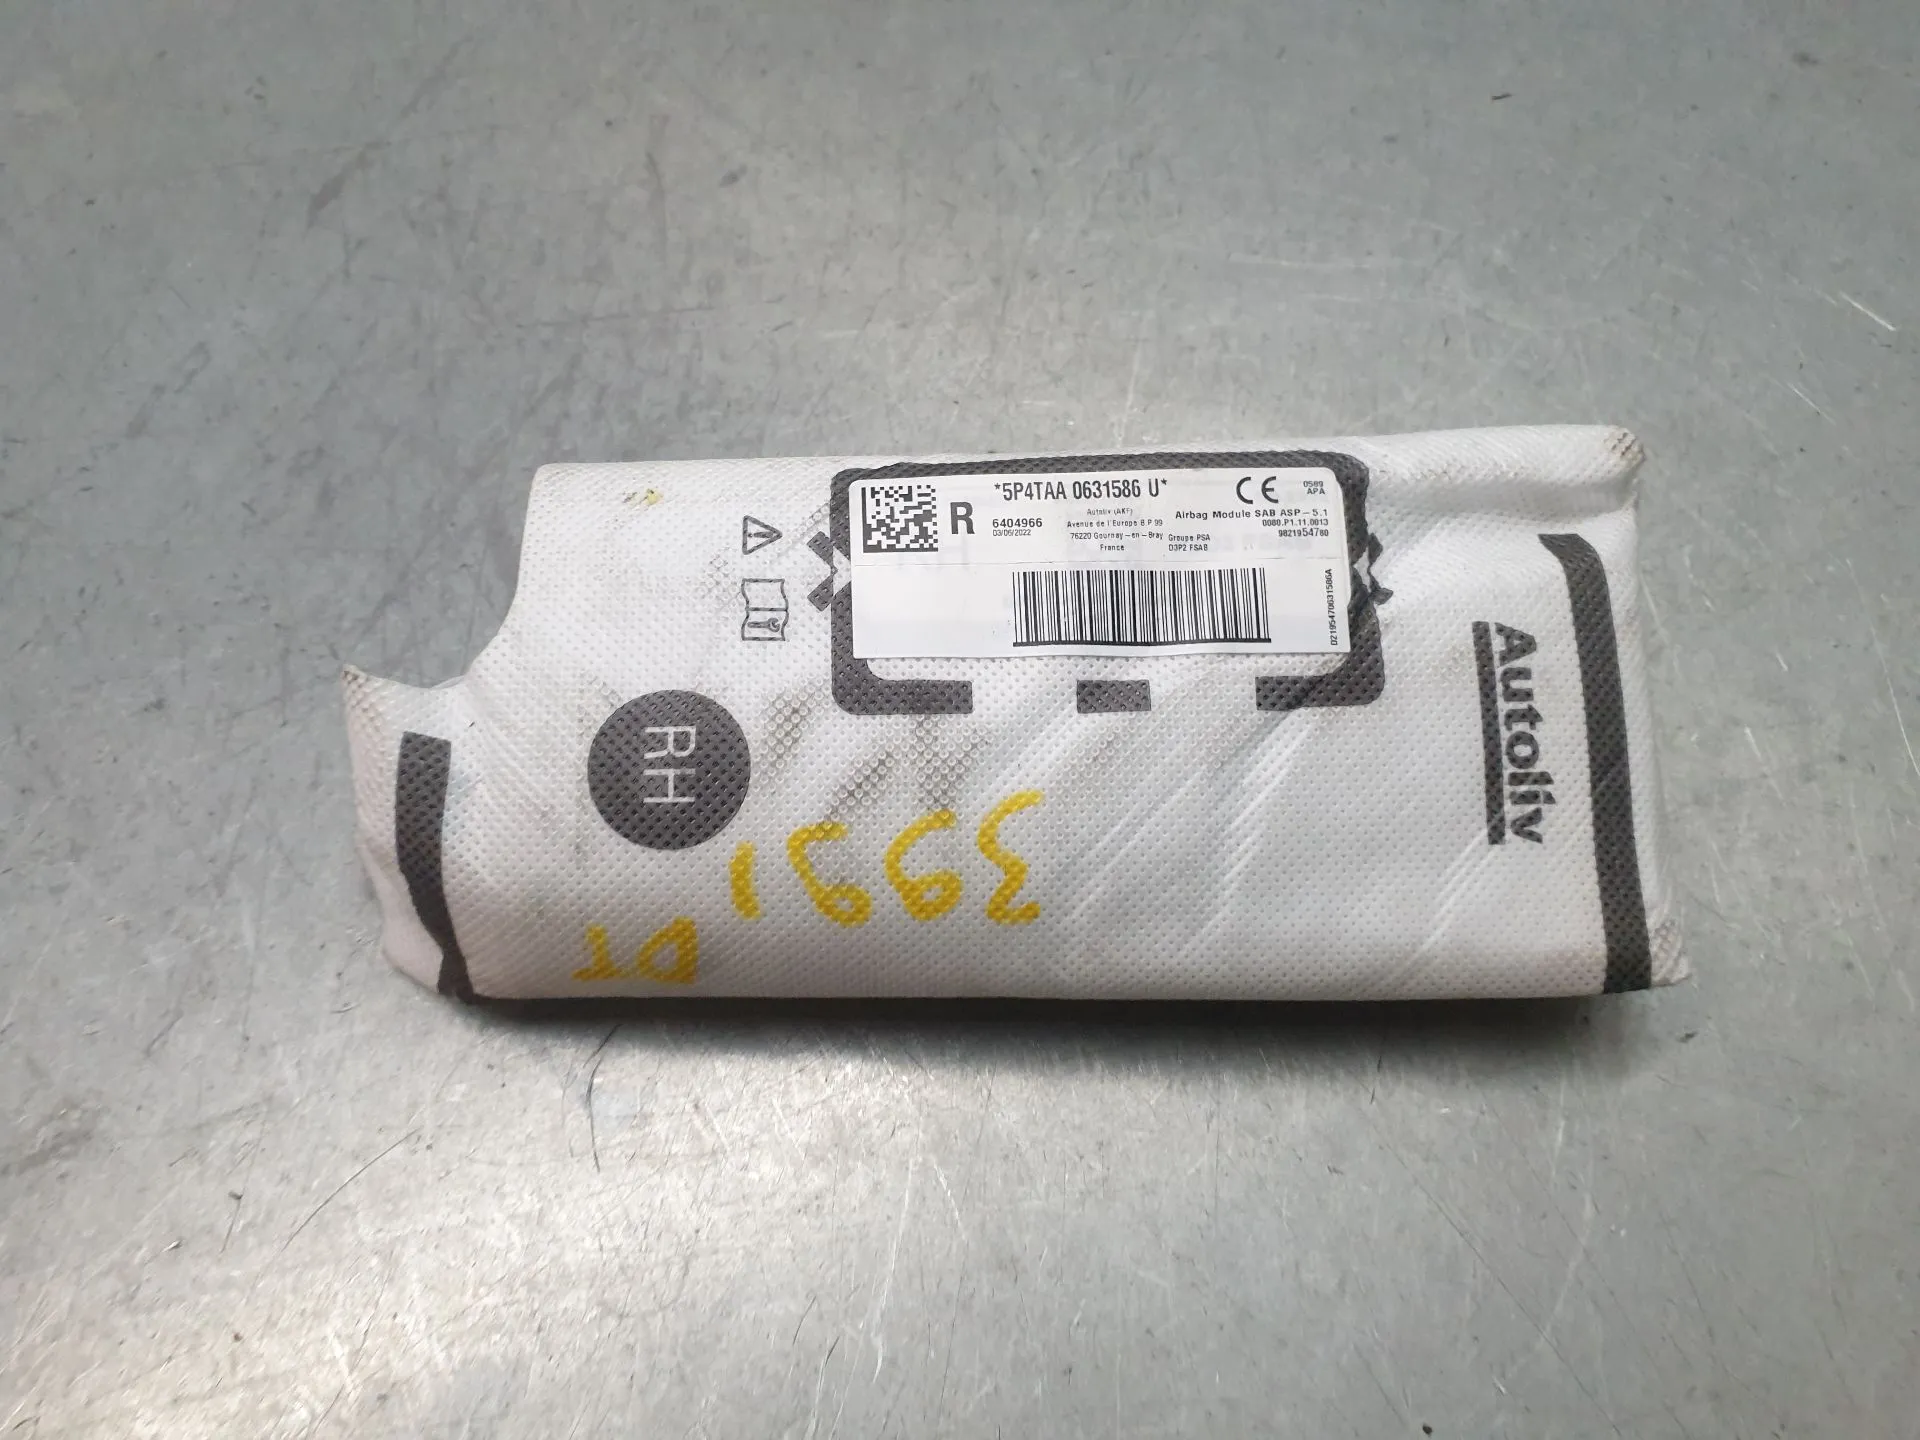 *5P4TAA 0631586 U*
R
6404966
03/06/2022
Autoliv (AKF)
Avenue de l'Europe B.P 99
76220 Gournay-en-Bray
France
Groupe PSA
D3P2 FSAB
CE
0589
APA
Airbag Module SAB ASP-5.1
0080.P1.11.0013
9821954780
D2195470631586A
RH
Autoliv
3991
DT